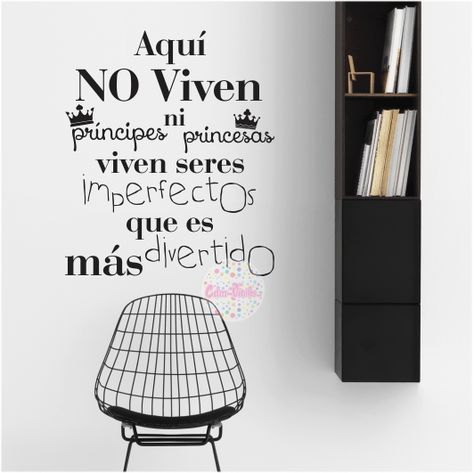 Aquí
NO Viven
ni
príncipes princesas
viven seres
imperfectos
que es
más divertido